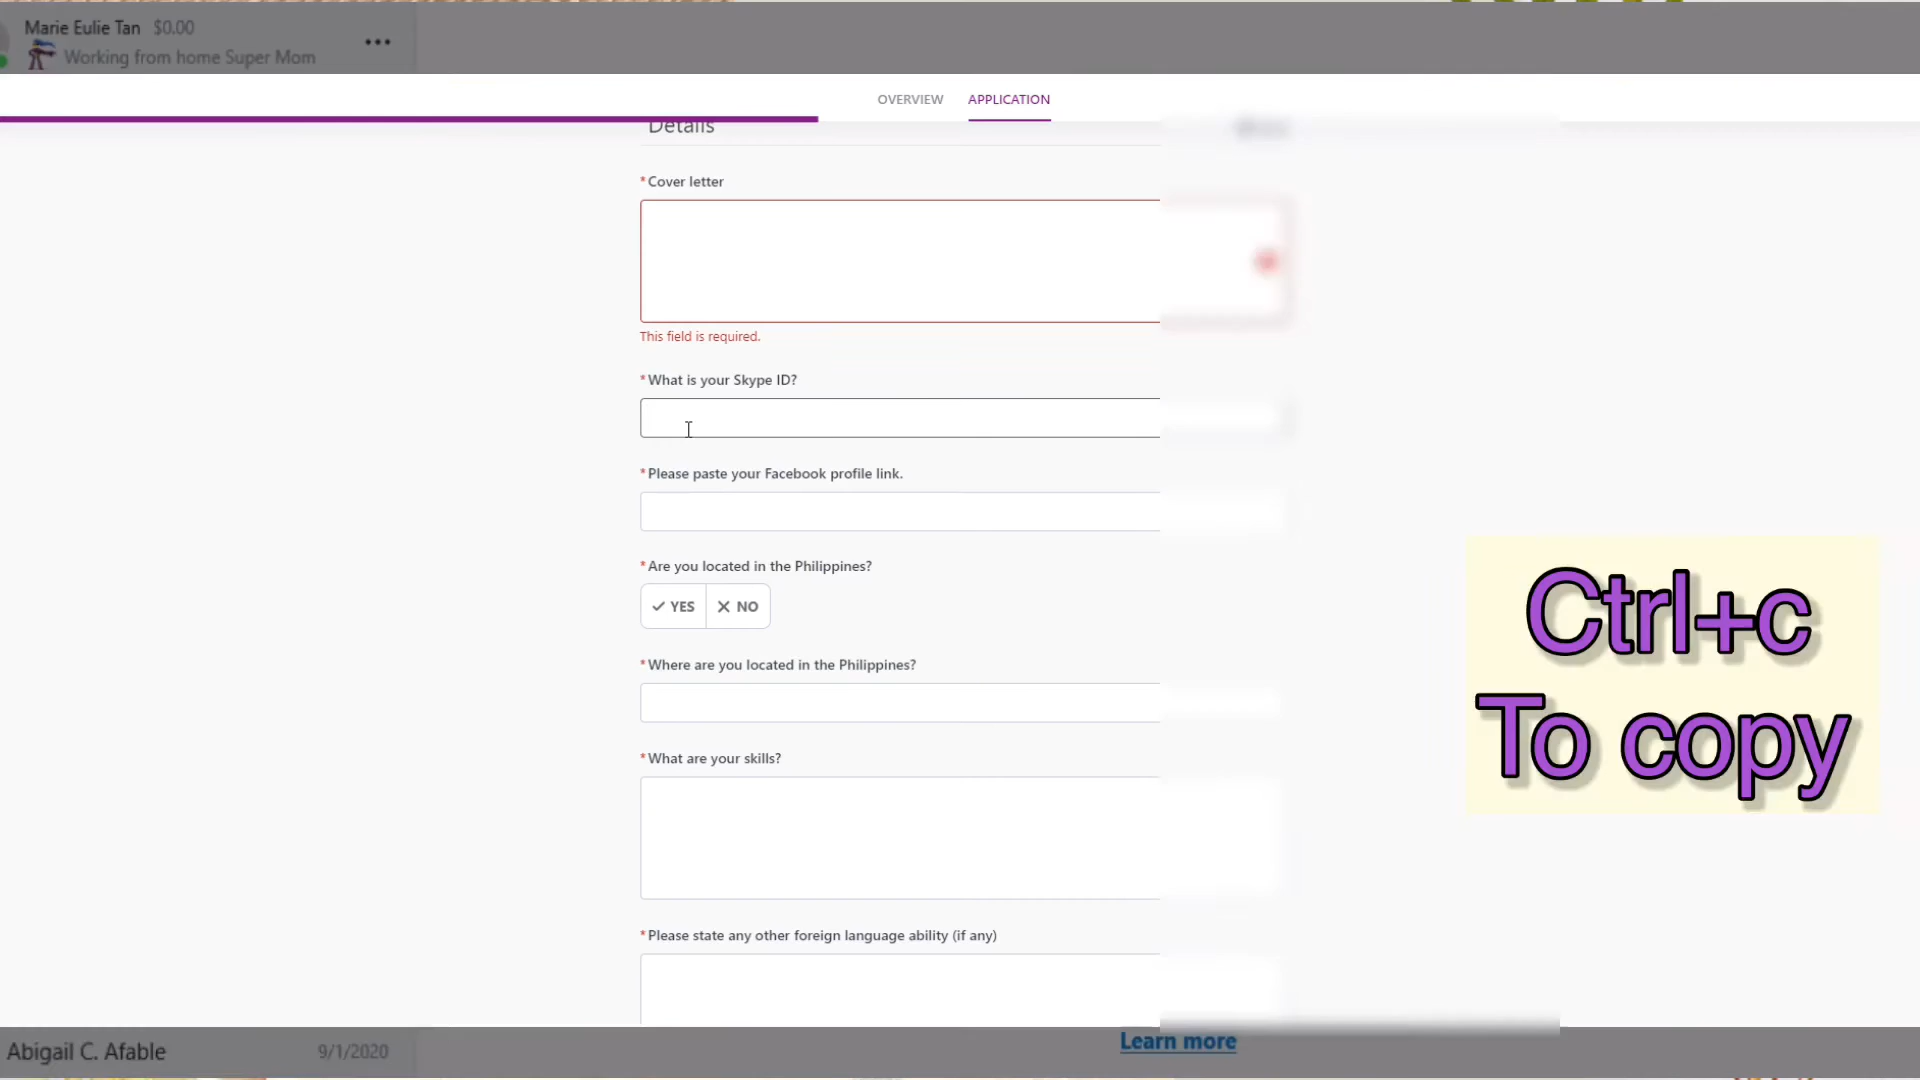 Marie Eulie Tan $0.00
Working from home Super Mom
OVERVIEW APPLICATION
Details
*Cover letter
This field is required.
*What is your Skype ID?
*Please paste your Facebook profile link.
*Are you located in the Philippines?
YES NO
*Where are you located in the Philippines?
*What are your skills?
*Please state any other foreign language ability (if any)
Ctrl+c
To copy
Learn more
Abigail C. Afable 9/1/2020